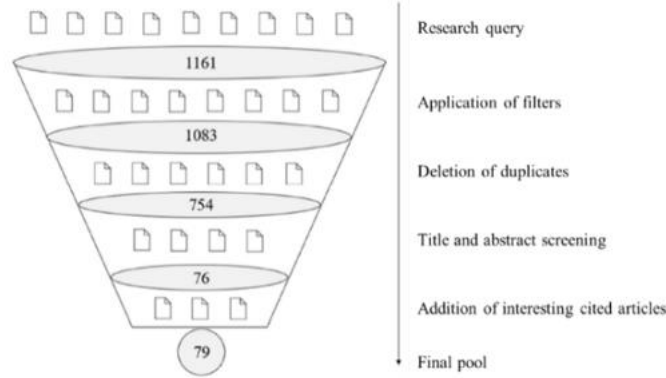 Research query
1161
Application of filters
1083
Deletion of duplicates
754
Title and abstract screening
76
Addition of interesting cited articles
79
Final pool